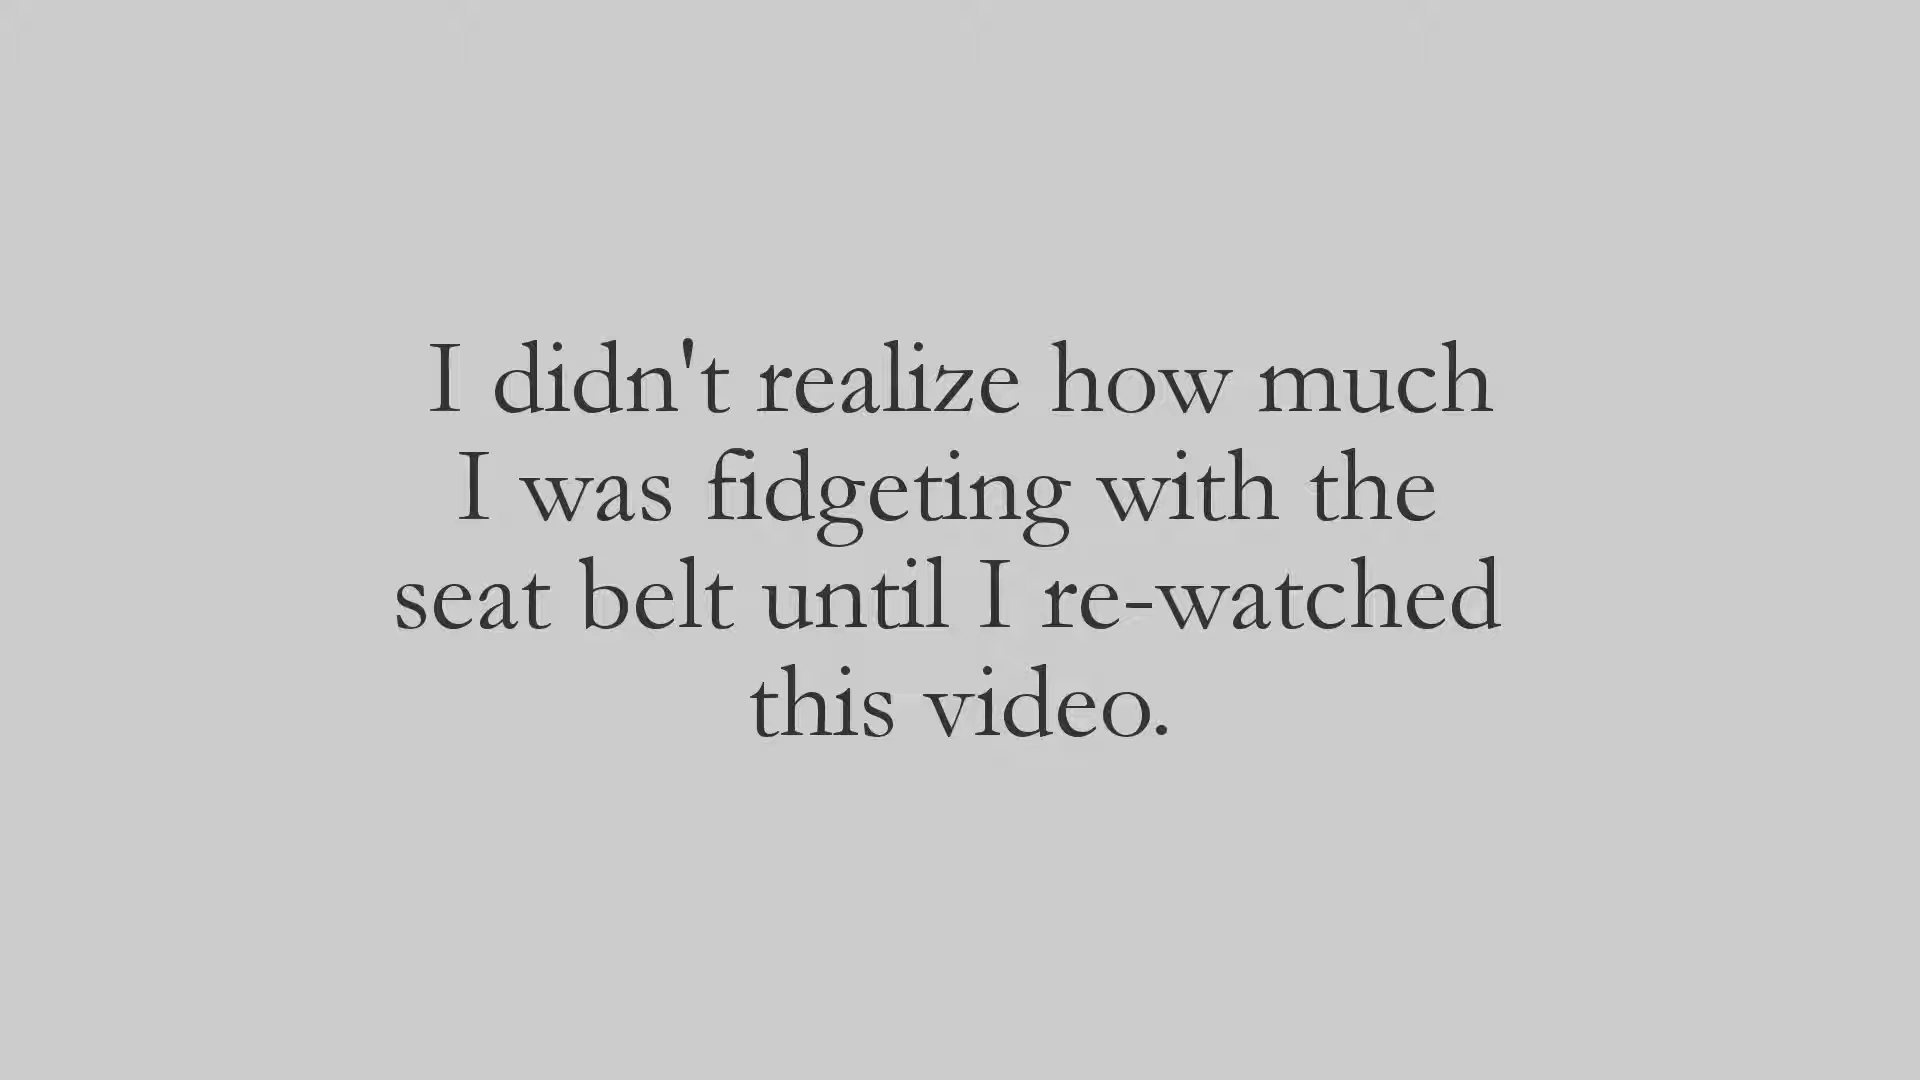 I didn't realize how much
I was fidgeting with the
seat belt until I re-watched
this video.